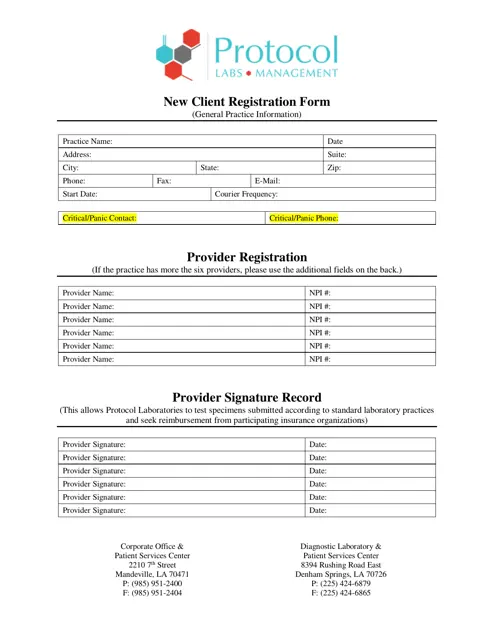 Protocol
LABS • MANAGEMENT
New Client Registration Form
(General Practice Information)
Practice Name: Date
Address: Suite:
City: State: Zip:
Phone: Fax: E-Mail:
Start Date: Courier Frequency:
Critical/Panic Contact: Critical/Panic Phone:
Provider Registration
(If the practice has more the six providers, please use the additional fields on the back.)
Provider Name: NPI #:
Provider Name: NPI #:
Provider Name: NPI #:
Provider Name: NPI #:
Provider Name: NPI #:
Provider Name: NPI #:
Provider Signature Record
(This allows Protocol Laboratories to test specimens submitted according to standard laboratory practices
and seek reimbursement from participating insurance organizations)
Provider Signature: Date:
Provider Signature: Date:
Provider Signature: Date:
Provider Signature: Date:
Provider Signature: Date:
Provider Signature: Date:
Corporate Office &
Patient Services Center
2210 7th Street
Mandeville, LA 70471
P: (985) 951-2400
F: (985) 951-2404
Diagnostic Laboratory &
Patient Services Center
8394 Rushing Road East
Denham Springs, LA 70726
P: (225) 424-6879
F: (225) 424-6865